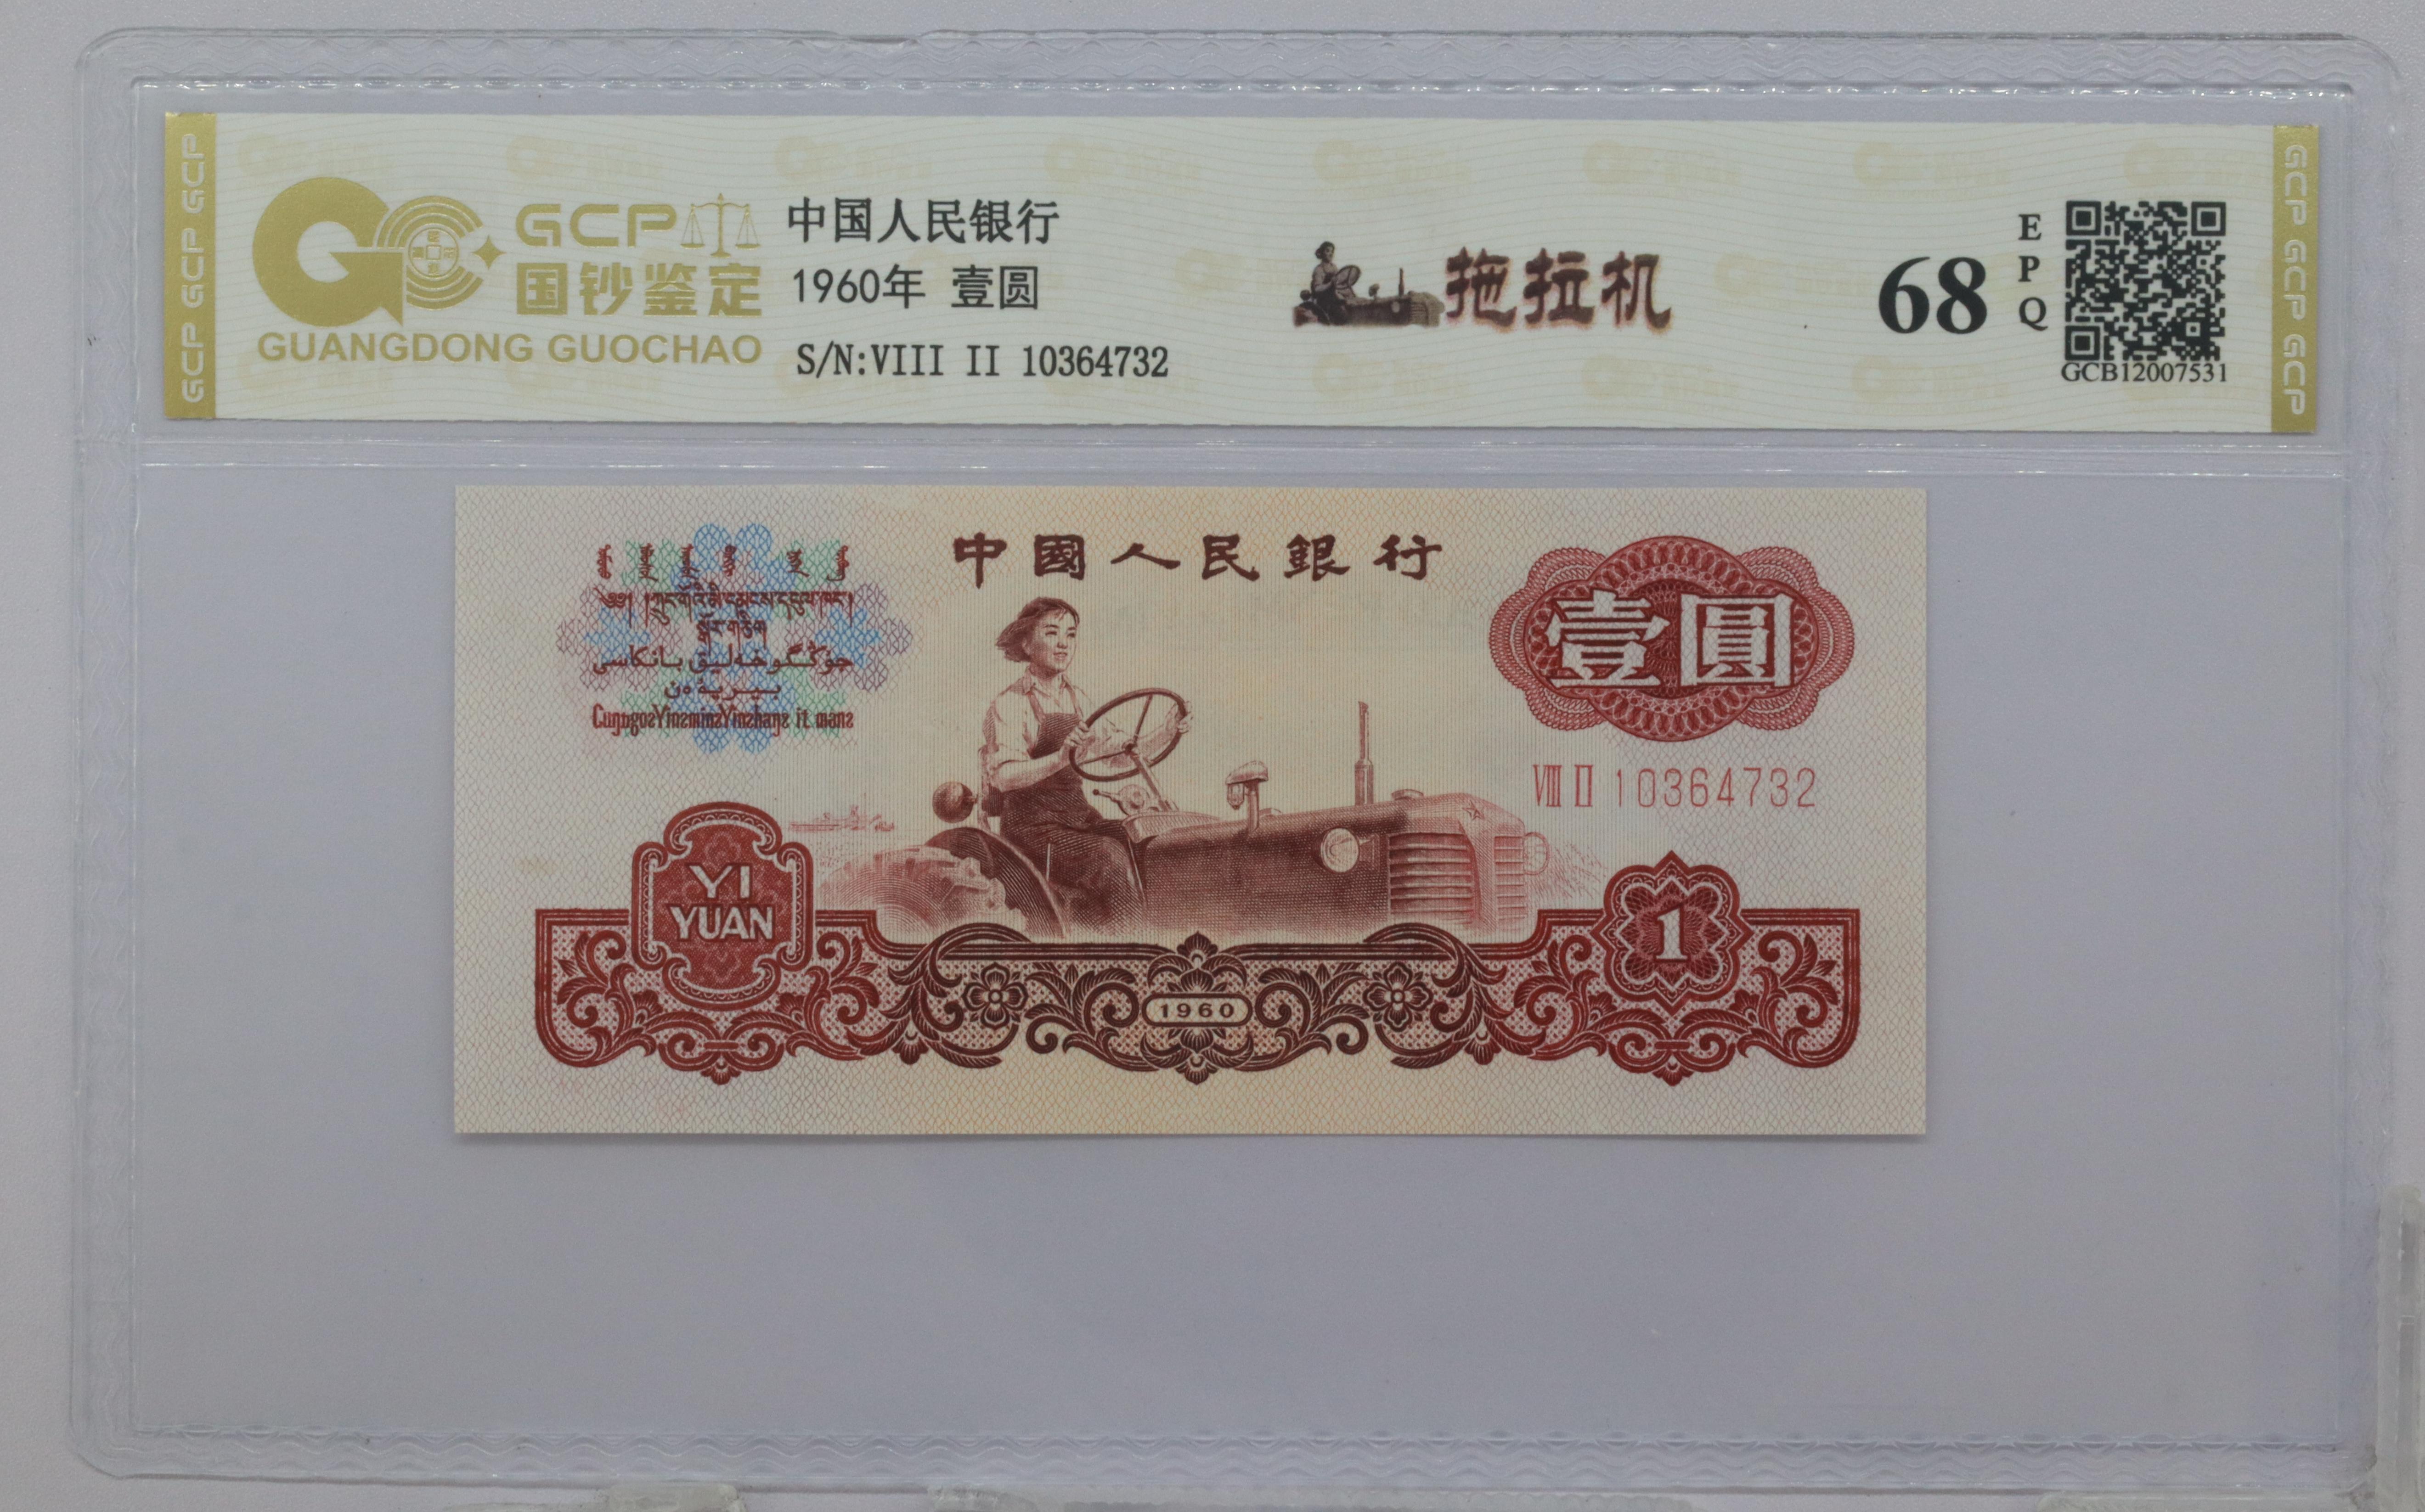 GCP GCP GCP
GCP
国钞鉴定
GUANGDONG GUOCHAO
中国人民银行
1960年 壹圆
S/N:VIII II 10364732
拖拉机
68
EPQ
GCB12007531
GCP GCP GCP
中國人民銀行
壹圓
VIII II 10364732
YI
YUAN
1960
1